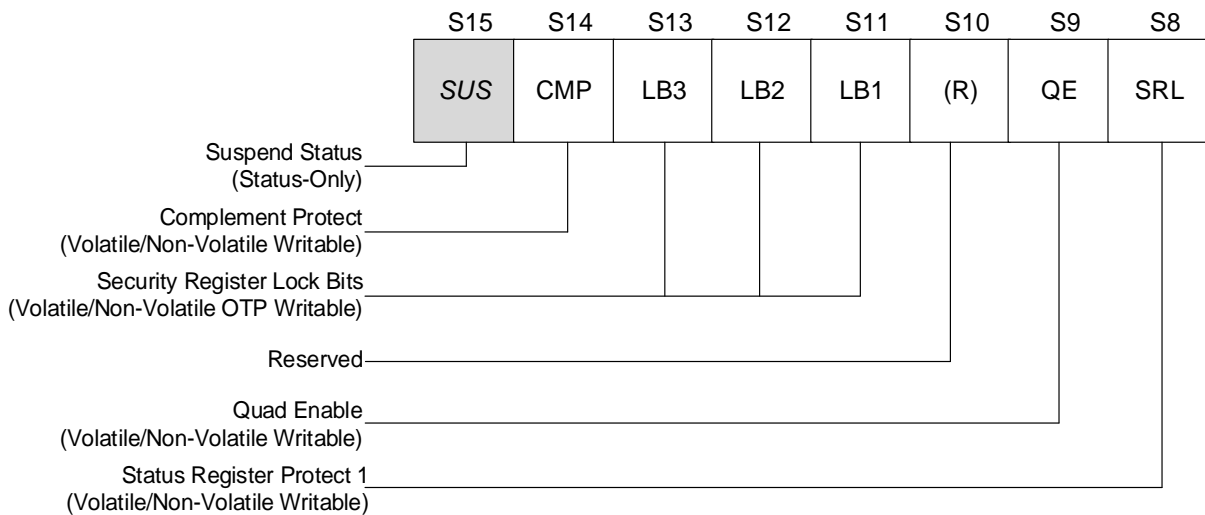 S15 S14 S13 S12 S11 S10 S9 S8
SUS CMP LB3 LB2 LB1 (R) QE SRL
Suspend Status
(Status-Only)
Complement Protect
(Volatile/Non-Volatile Writable)
Security Register Lock Bits
(Volatile/Non-Volatile OTP Writable)
Reserved
Quad Enable
(Volatile/Non-Volatile Writable)
Status Register Protect 1
(Volatile/Non-Volatile Writable)